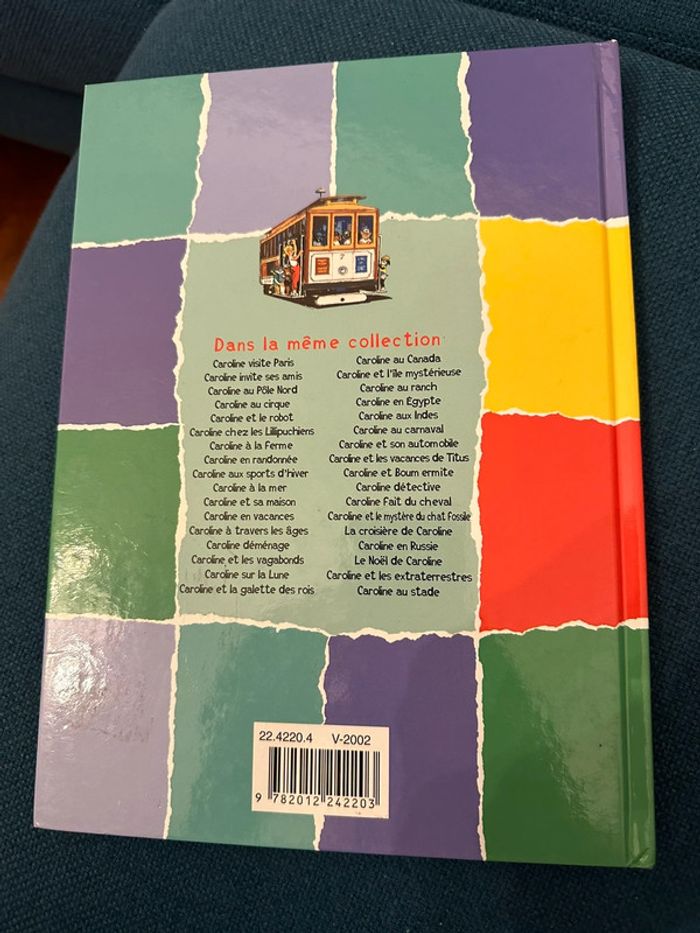 7
Dans la même collection
Caroline visite Paris
Caroline invite ses amis
Caroline au Pôle Nord
Caroline au cirque
Caroline et le robot
Caroline chez les Lillipuchiens
Caroline à la Ferme
Caroline en randonnée
Caroline aux sports d'hiver
Caroline à la mer
Caroline et sa maison
Caroline en vacances
Caroline à travers les âges
Caroline déménage
Caroline et les vagabonds
Caroline sur la Lune
Caroline et la galette des rois
Caroline au Canada
Caroline et l'île mystérieuse
Caroline au ranch
Caroline en Égypte
Caroline aux Indes
Caroline au carnaval
Caroline et son automobile
Caroline et les vacances de Titus
Caroline et Boum ermite
Caroline détective
Caroline Fait du cheval
Caroline et le mystère du chat Fossile
La croisière de Caroline
Caroline en Russie
Le Noël de Caroline
Caroline et les extraterrestres
Caroline au stade
22.4220.4 V-2002
9 782012 242203